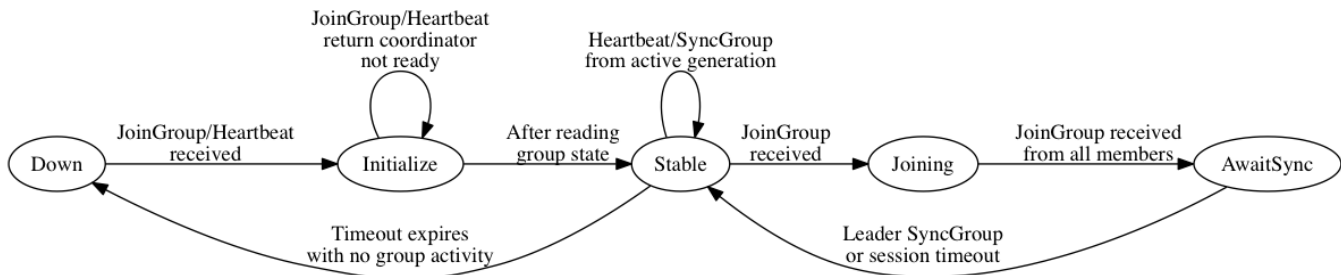 JoinGroup/Heartbeat
return coordinator
not ready
Heartbeat/SyncGroup
from active generation
JoinGroup/Heartbeat
received
After reading
group state
JoinGroup
received
JoinGroup received
from all members
Down
Initialize
Stable
Joining
AwaitSync
Timeout expires
with no group activity
Leader SyncGroup
or session timeout